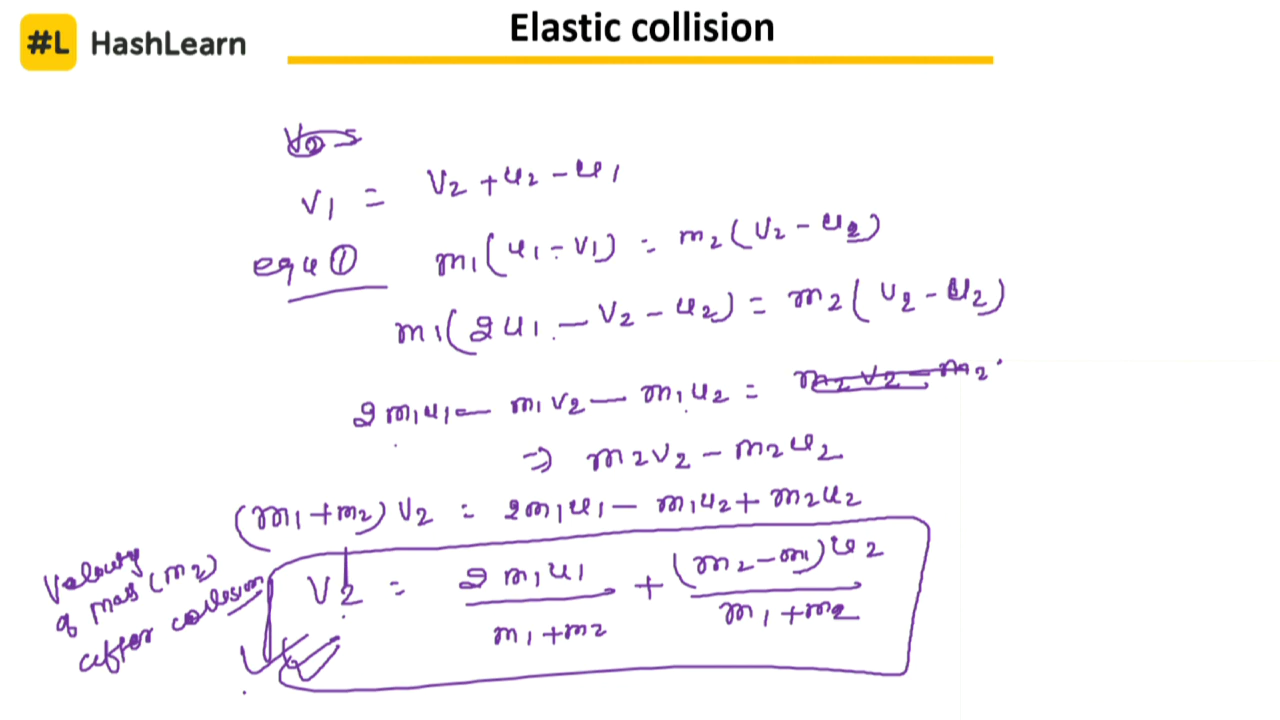 Elastic collision
#L HashLearn
v1 = v2 + u2 - u1
equ ①  m1(u1 - v1) = m2(v2 - u2)
m1(2u1 - v2 - u2) = m2(v2 - u2)
2m1u1 - m1v2 - m1u2 =
⇒ m2v2 - m2u2
(m1 + m2) v2 = 2m1u1 - m1u2 + m2u2
v2 = 2m1u1 / m1+m2 + (m2-m1)u2 / m1+m2
Velocity
of mass (m2)
after collision